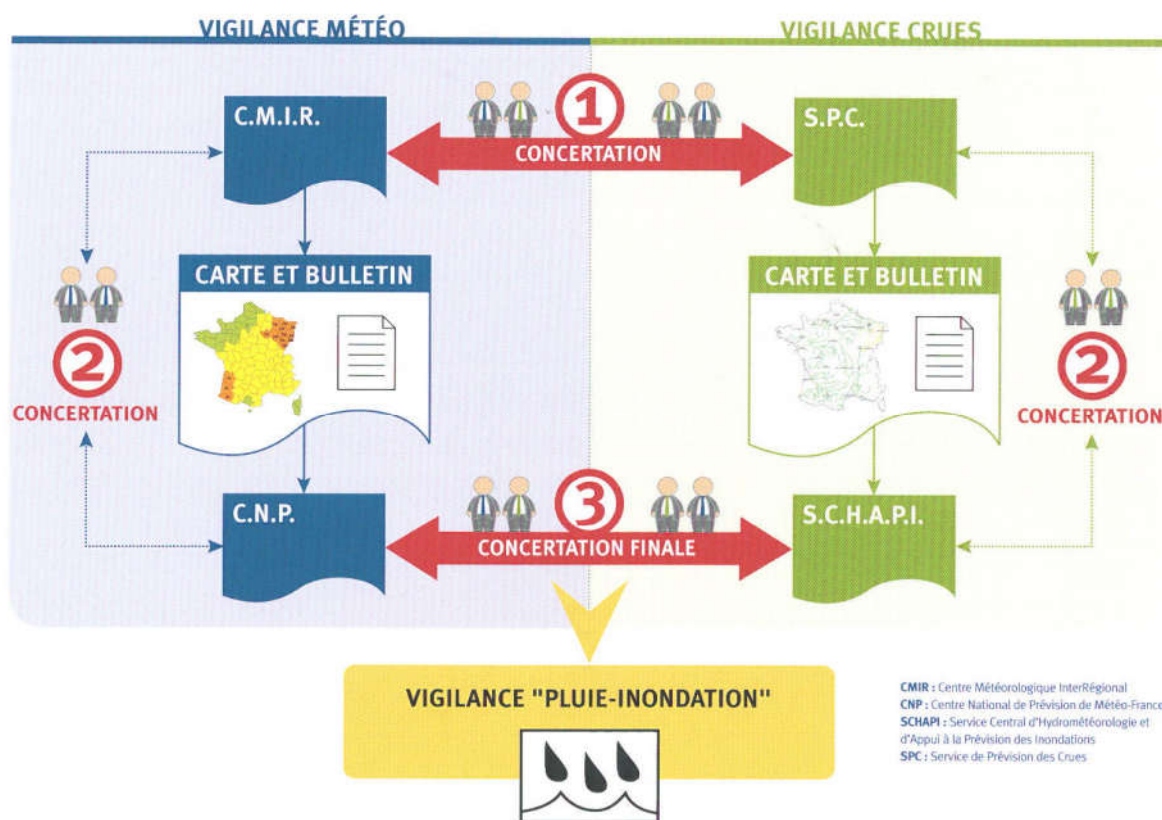 VIGILANCE MÉTÉO
VIGILANCE CRUES
C.M.I.R.
1
CONCERTATION
S.P.C.
CARTE ET BULLETIN
CARTE ET BULLETIN
2
CONCERTATION
2
CONCERTATION
C.N.P.
3
CONCERTATION FINALE
S.C.H.A.P.I.
VIGILANCE "PLUIE-INONDATION"
CMIR : Centre Météorologique InterRégional
CNP : Centre National de Prévision de Météo-France
SCHAPI : Service Central d'Hydrométéorologie et
d'Appui à la Prévision des Inondations
SPC : Service de Prévision des Crues